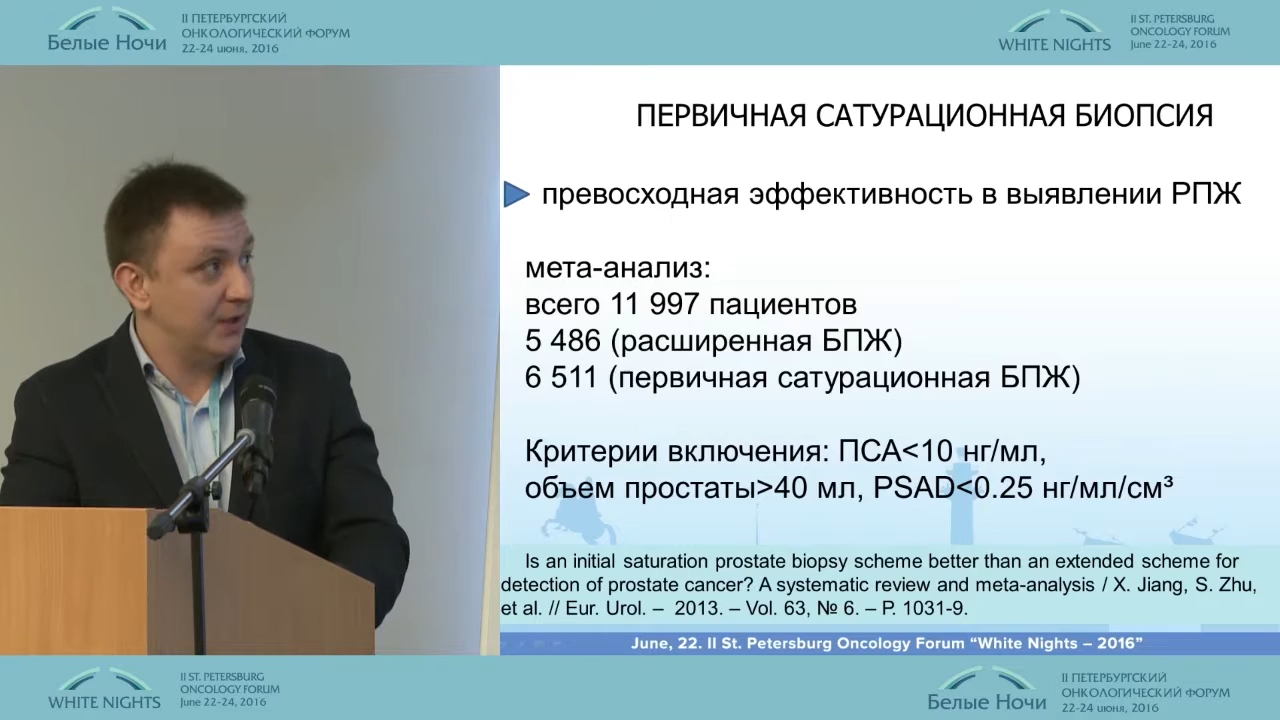 II ПЕТЕРБУРГСКИЙ
ОНКОЛОГИЧЕСКИЙ ФОРУМ
Белые Ночи
22-24 июня, 2016
II ST. PETERSBURG
ONCOLOGY FORUM
WHITE NIGHTS
June 22-24, 2016
ПЕРВИЧНАЯ САТУРАЦИОННАЯ БИОПСИЯ
превосходная эффективность в выявлении РПЖ
мета-анализ:
всего 11 997 пациентов
5 486 (расширенная БПЖ)
6 511 (первичная сатурационная БПЖ)
Критерии включения: ПСА<10 нг/мл,
объем простаты>40 мл, PSAD<0.25 нг/мл/см³
Is an initial saturation prostate biopsy scheme better than an extended scheme for
detection of prostate cancer? A systematic review and meta-analysis / X. Jiang, S. Zhu,
et al. // Eur. Urol. – 2013. – Vol. 63, № 6. – P. 1031-9.
June, 22. II St. Petersburg Oncology Forum “White Nights – 2016”
II ST. PETERSBURG
ONCOLOGY FORUM
WHITE NIGHTS
June 22-24, 2016
II ПЕТЕРБУРГСКИЙ
ОНКОЛОГИЧЕСКИЙ ФОРУМ
Белые Ночи
22-24 июня, 2016